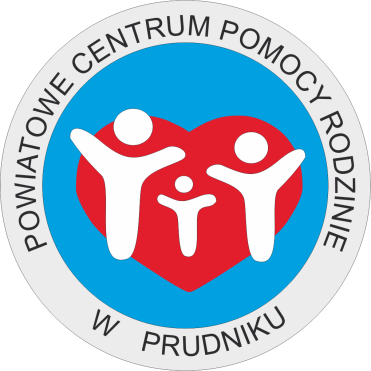 POWIATOWE CENTRUM POMOCY RODZINIE
W PRUDNIKU